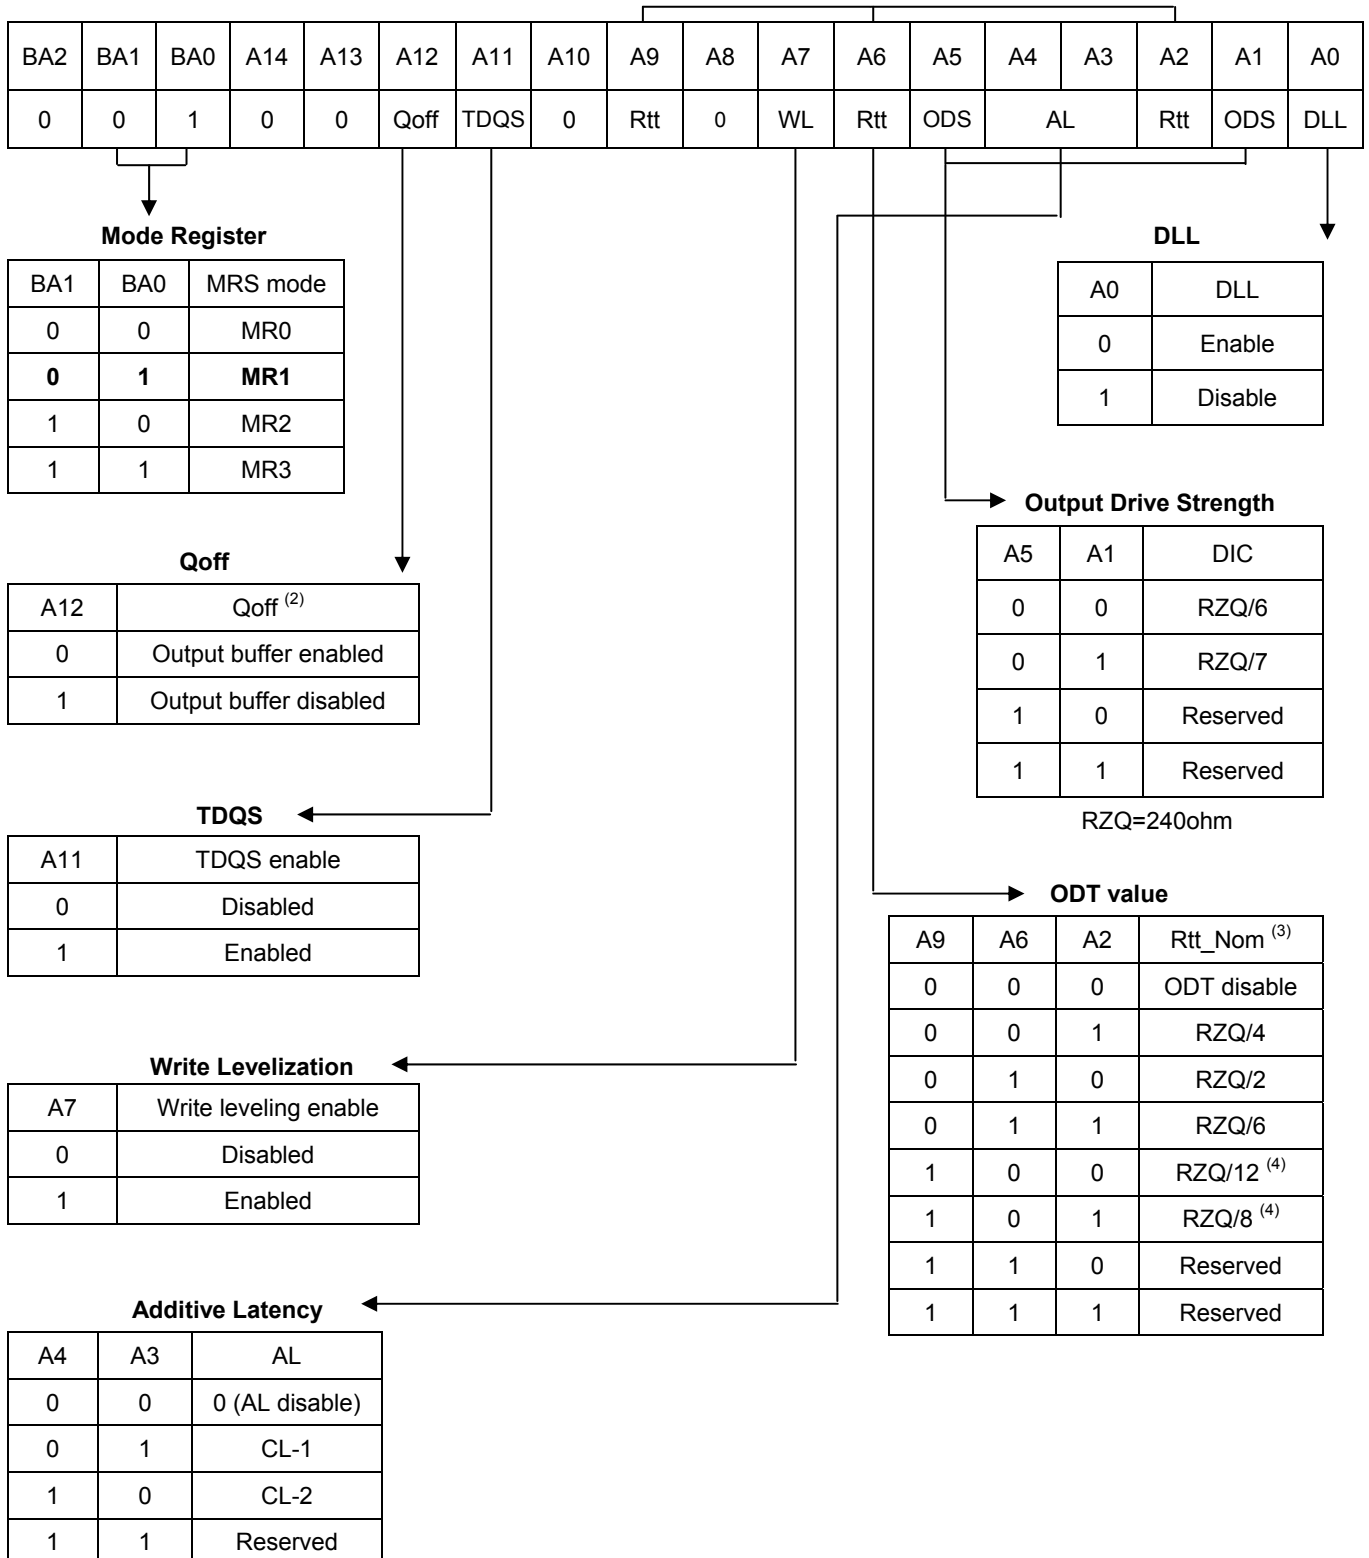 BA2 BA1 BA0 A14 A13 A12 A11 A10 A9 A8 A7 A6 A5 A4 A3 A2 A1 A0
0 0 1 0 0 Qoff TDQS 0 Rtt 0 WL Rtt ODS AL Rtt ODS DLL
Mode Register
BA1 BA0 MRS mode
0 0 MR0
0 1 MR1
1 0 MR2
1 1 MR3
DLL
A0 DLL
0 Enable
1 Disable
Output Drive Strength
A5 A1 DIC
0 0 RZQ/6
0 1 RZQ/7
1 0 Reserved
1 1 Reserved
RZQ=240ohm
Qoff
A12 Qoff (2)
0 Output buffer enabled
1 Output buffer disabled
TDQS
A11 TDQS enable
0 Disabled
1 Enabled
ODT value
A9 A6 A2 Rtt_Nom (3)
0 0 0 ODT disable
0 0 1 RZQ/4
0 1 0 RZQ/2
0 1 1 RZQ/6
1 0 0 RZQ/12 (4)
1 0 1 RZQ/8 (4)
1 1 0 Reserved
1 1 1 Reserved
Write Levelization
A7 Write leveling enable
0 Disabled
1 Enabled
Additive Latency
A4 A3 AL
0 0 0 (AL disable)
0 1 CL-1
1 0 CL-2
1 1 Reserved